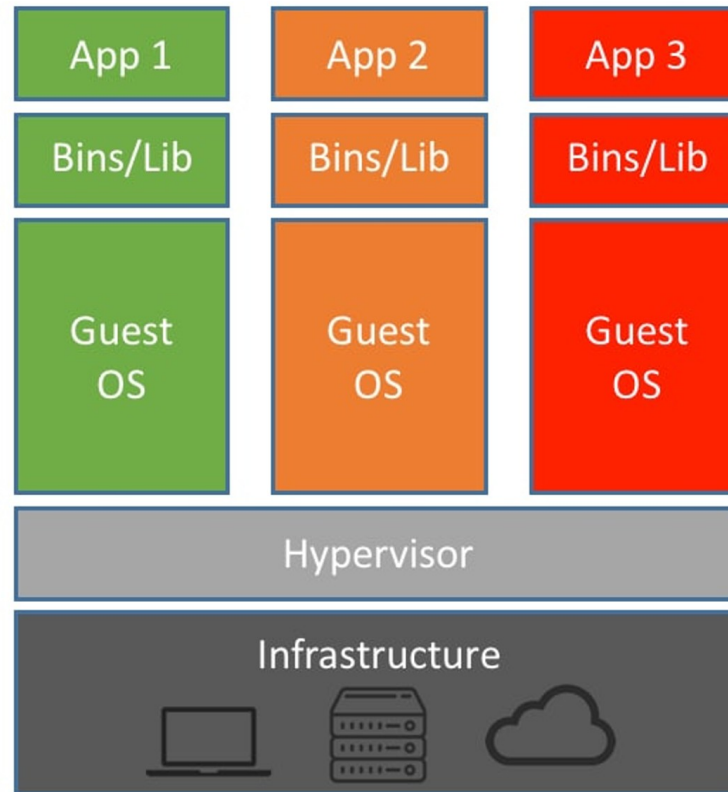 App 1
App 2
App 3
Bins/Lib
Bins/Lib
Bins/Lib
Guest
OS
Guest
OS
Guest
OS
Hypervisor
Infrastructure